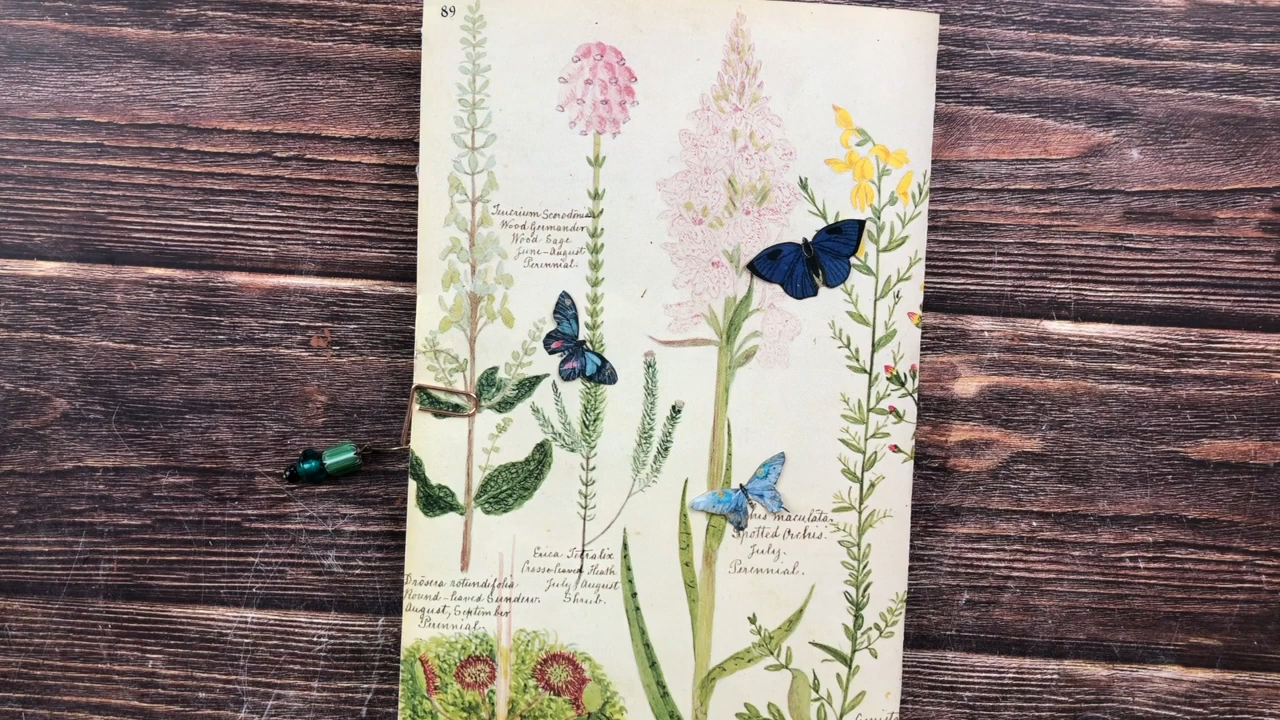 89
Teucrium Scorodonia
Wood Germander
Wood Sage
June-August
Perennial.
Erica Tetralix
Cross-leaved Heath
July, August
Shrub.
maculata.
Spotted Orchis.
July.
Perennial.
Drosera rotundifolia
Round-leaved Sundew.
August, September
Perennial.